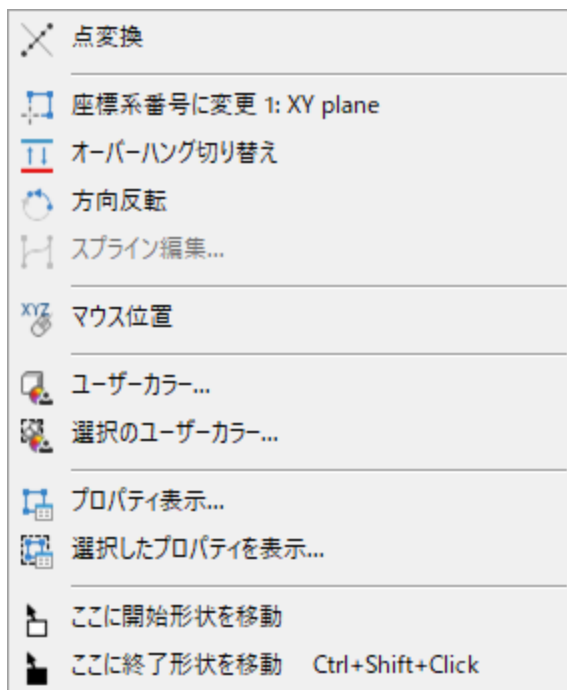 点変換
座標系番号に変更 1: XY plane
オーバーハング切り替え
方向反転
スプライン編集...
XYZ マウス位置
ユーザーカラー...
選択のユーザーカラー...
プロパティ表示...
選択したプロパティを表示...
ここに開始形状を移動
ここに終了形状を移動 Ctrl+Shift+Click